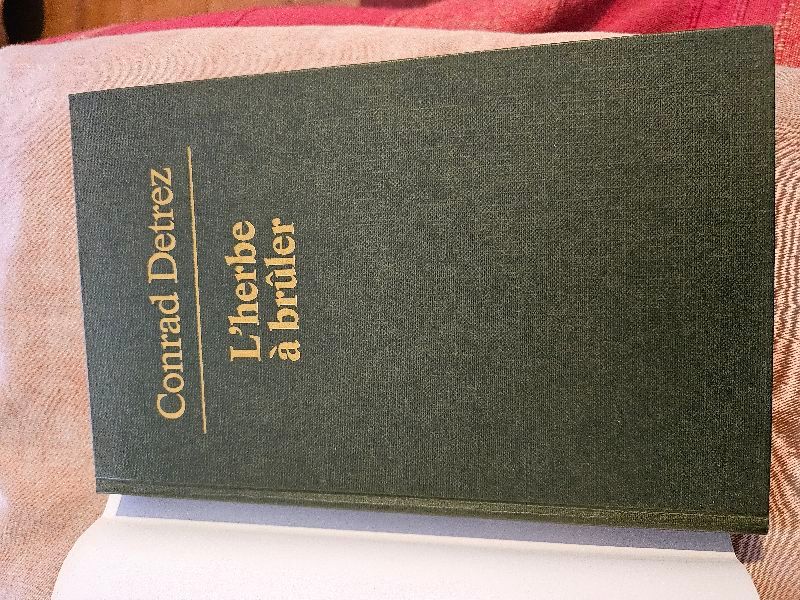 Conrad Detrez
L'herbe
à brûler